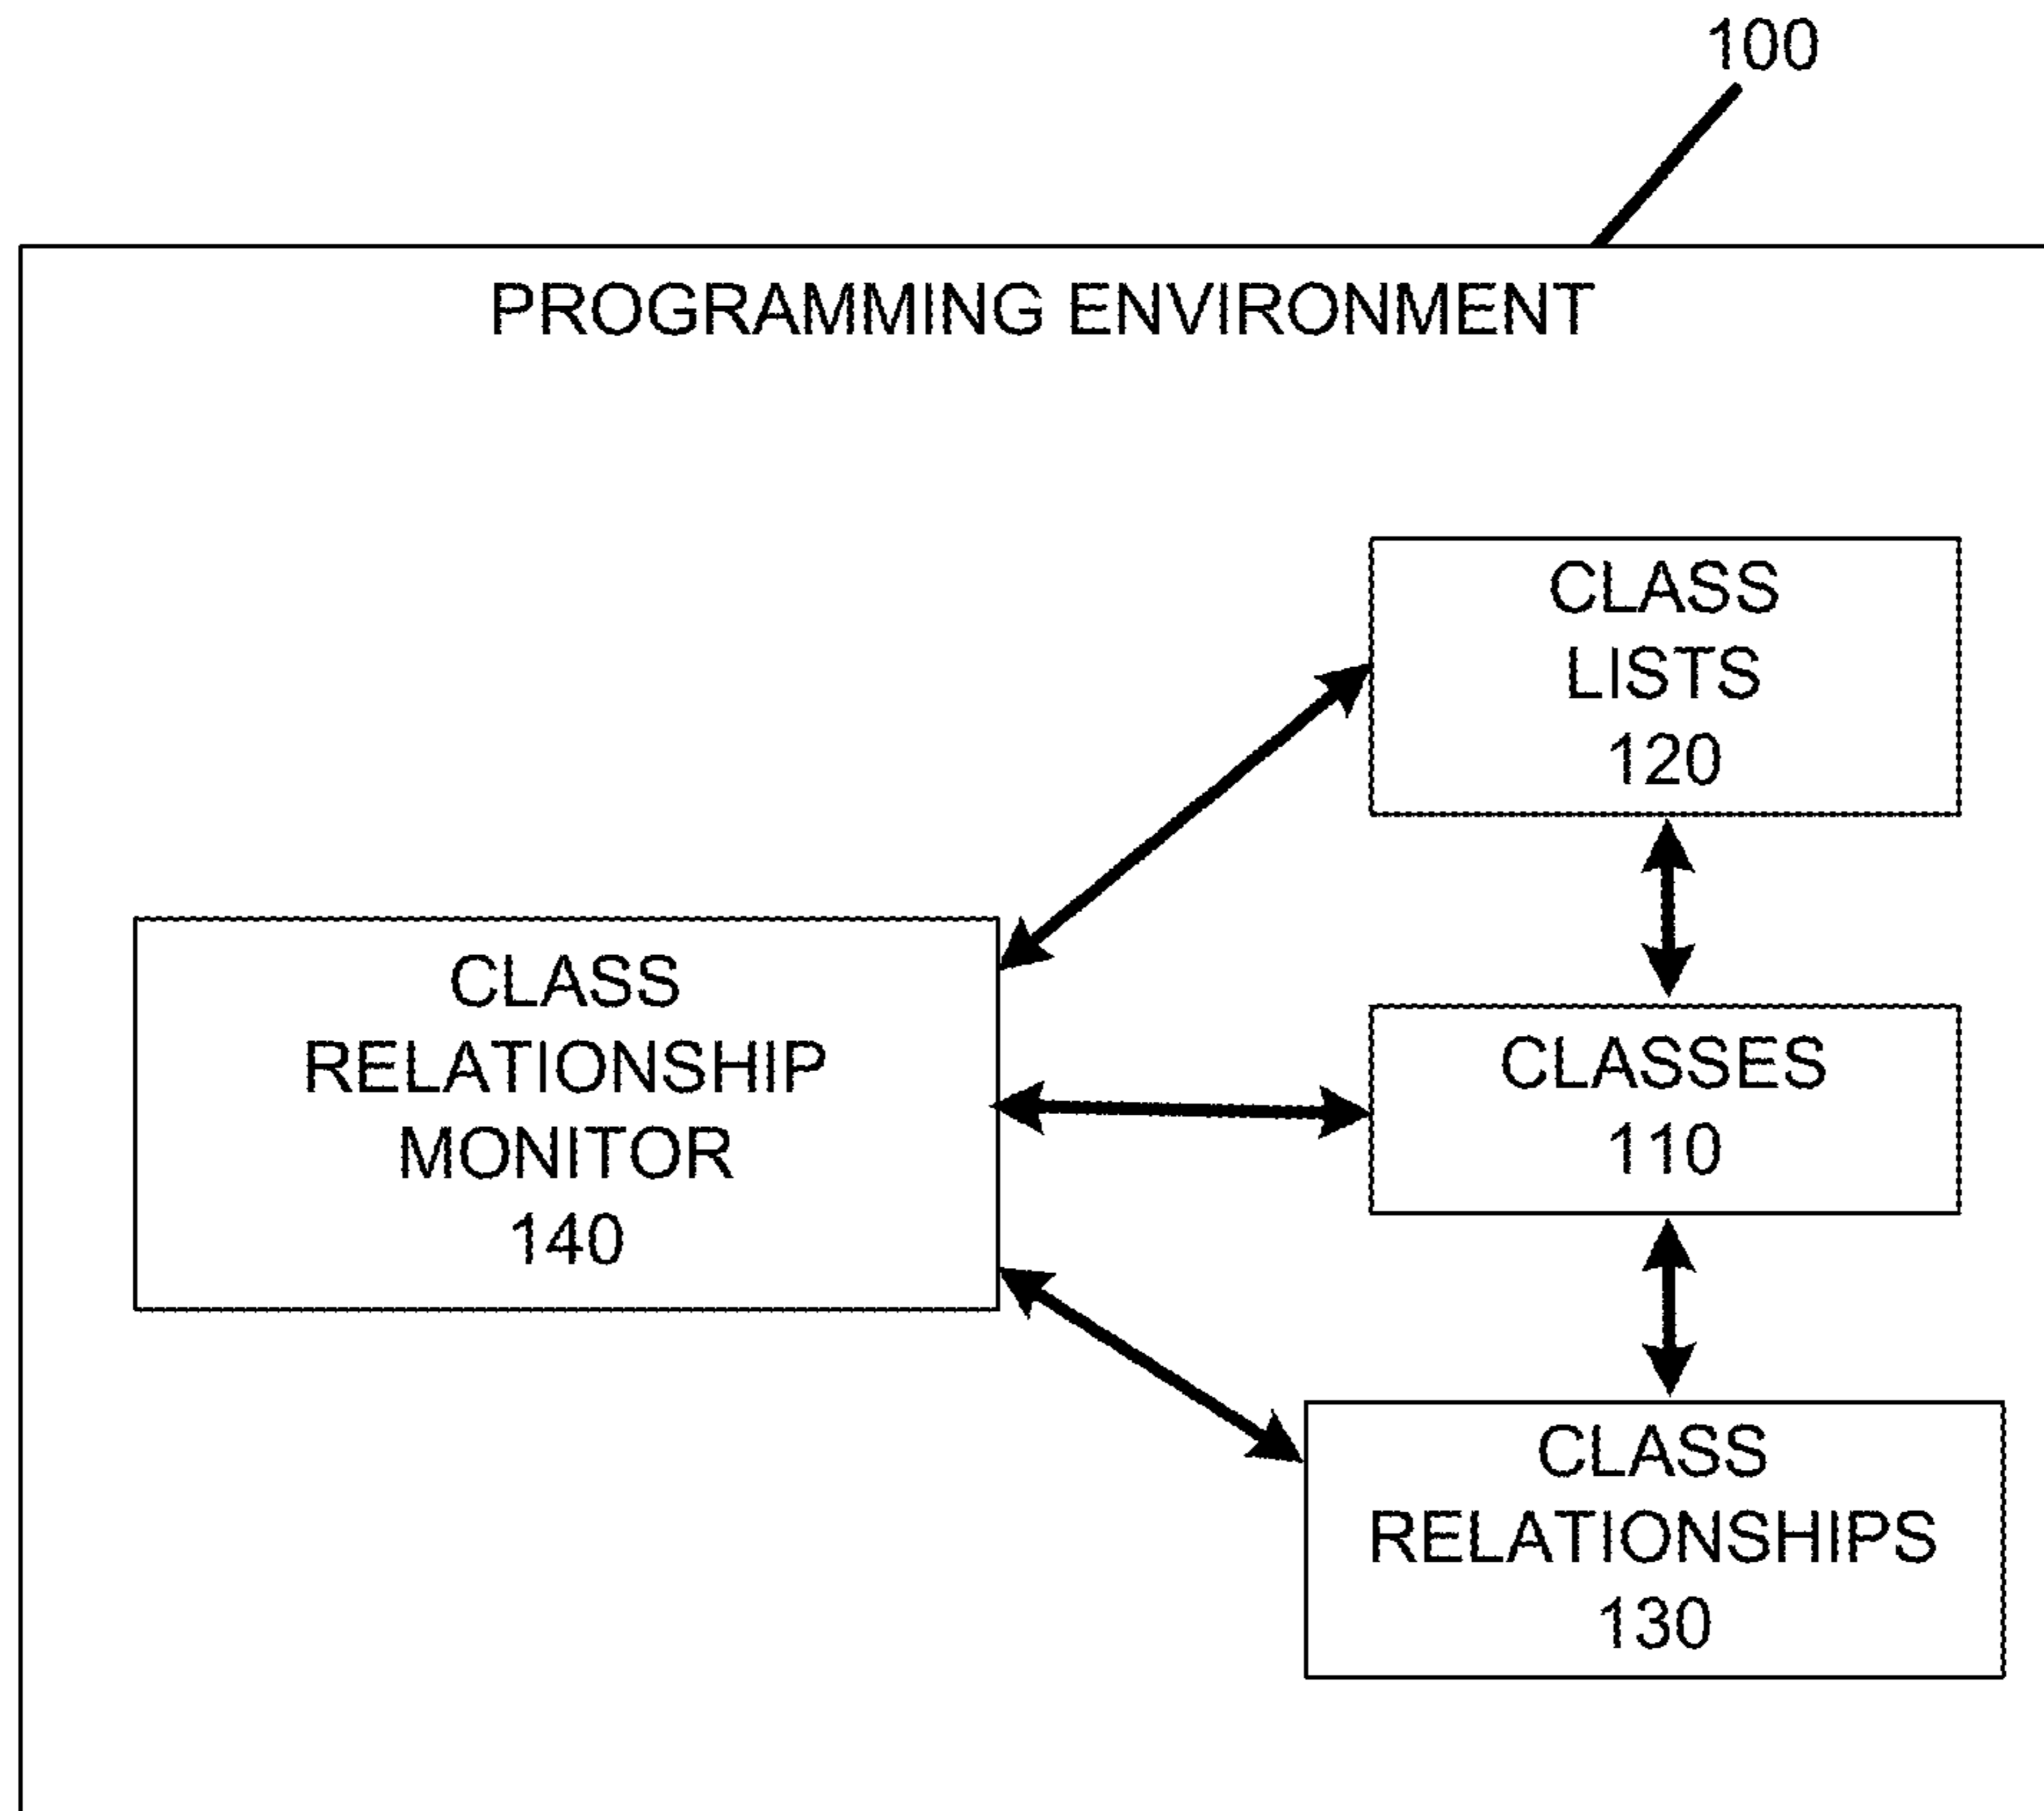 100
PROGRAMMING ENVIRONMENT
CLASS
LISTS
120
CLASS
RELATIONSHIP
MONITOR
140
CLASSES
110
CLASS
RELATIONSHIPS
130